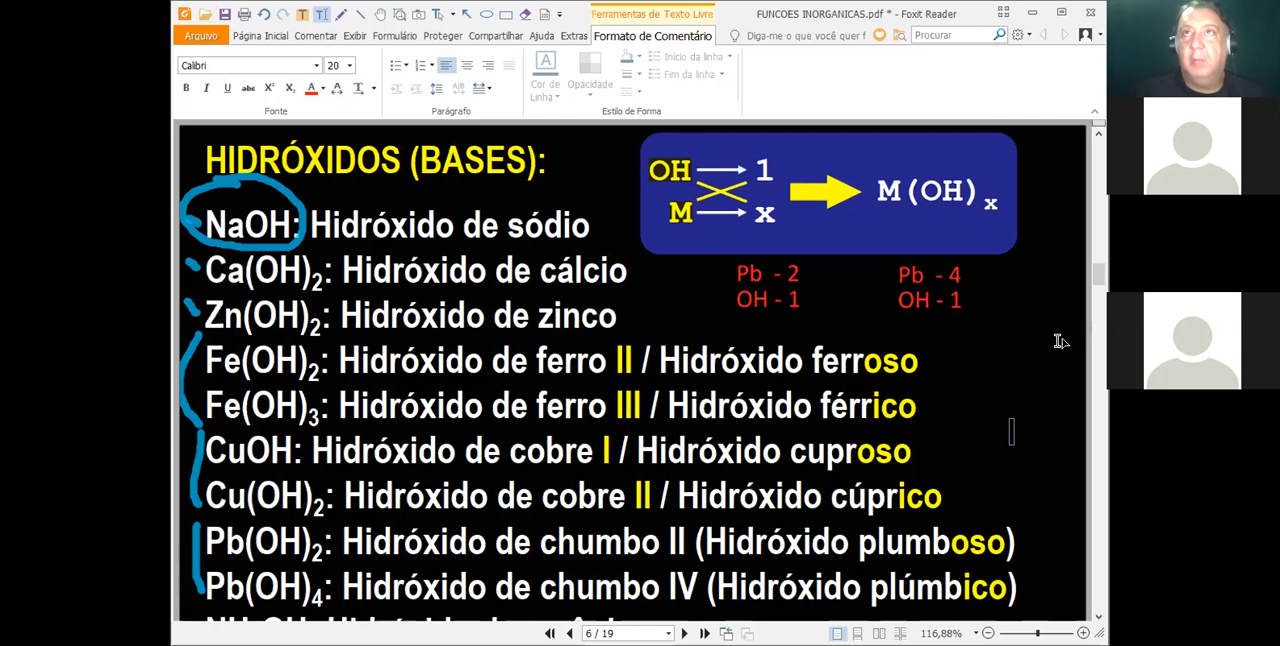 Ferramentas de Texto Livre
FUNCOES INORGANICAS.pdf * - Foxit Reader
Arquivo Página Inicial Comentar Exibir Formulário Proteger Compartilhar Ajuda Extras Formato de Comentário Diga-me o que você quer f Procurar
Calibri 20
Cor de Linha Opacidade Início da linha
Fim da linha
Fonte Parágrafo Estilo de Forma
HIDRÓXIDOS (BASES):
OH 1
M x
M(OH)x
Pb - 2 Pb - 4
OH - 1 OH - 1
NaOH: Hidróxido de sódio
Ca(OH)2: Hidróxido de cálcio
Zn(OH)2: Hidróxido de zinco
Fe(OH)2: Hidróxido de ferro II / Hidróxido ferroso
Fe(OH)3: Hidróxido de ferro III / Hidróxido férrico
CuOH: Hidróxido de cobre I / Hidróxido cuproso
Cu(OH)2: Hidróxido de cobre II / Hidróxido cúprico
Pb(OH)2: Hidróxido de chumbo II (Hidróxido plumboso)
Pb(OH)4: Hidróxido de chumbo IV (Hidróxido plúmbico)
6 / 19 116,88%